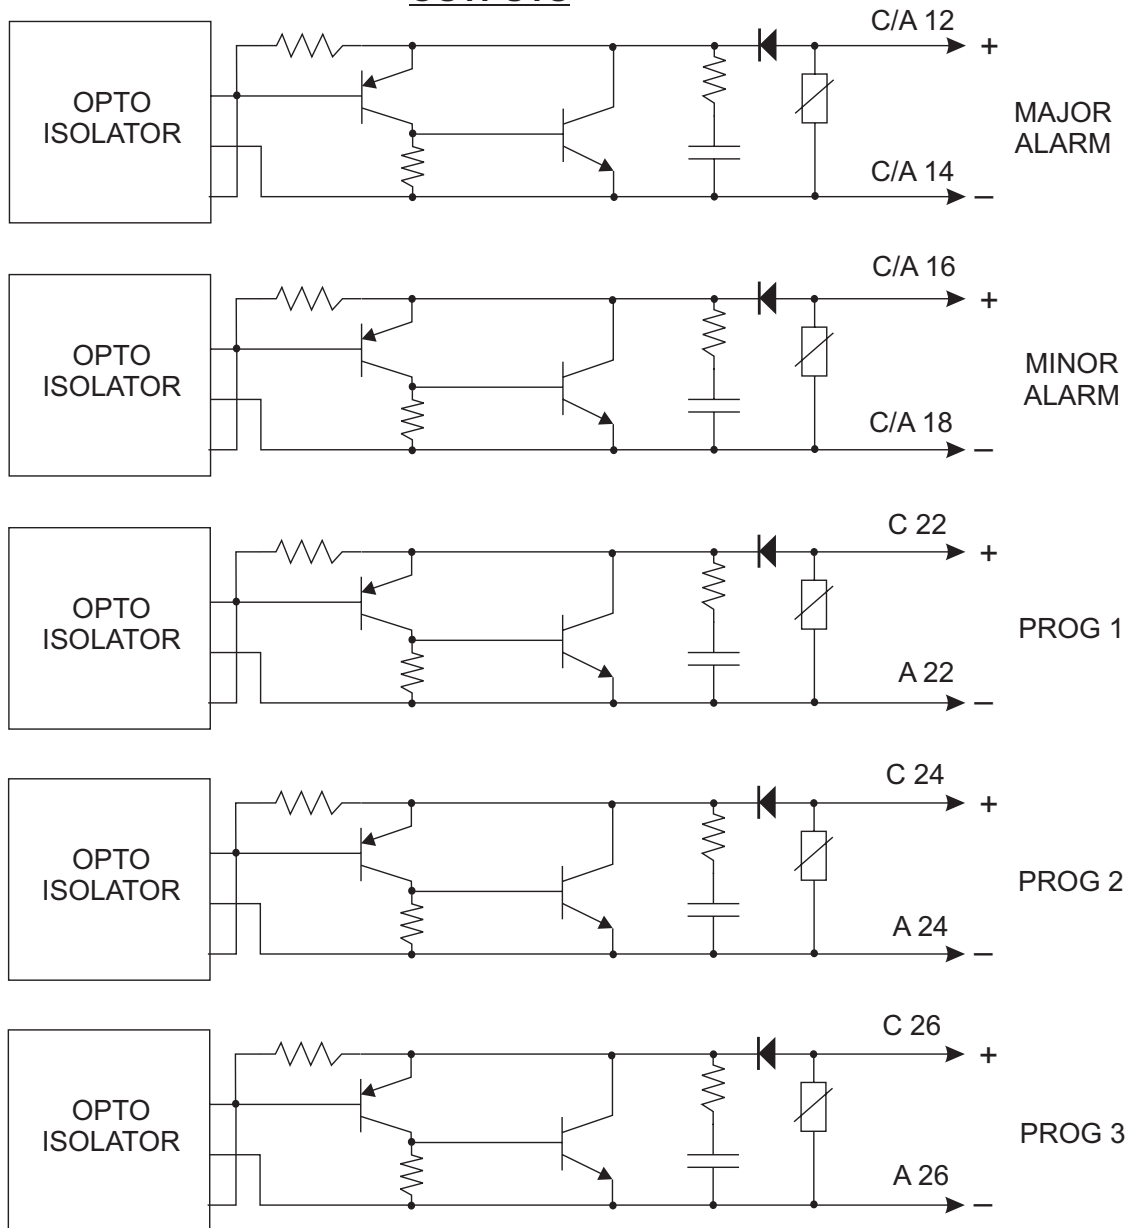 C/A 12
+
OPTO
ISOLATOR
MAJOR
ALARM
C/A 14
–
C/A 16
+
OPTO
ISOLATOR
MINOR
ALARM
C/A 18
–
C 22
+
OPTO
ISOLATOR
PROG 1
A 22
–
C 24
+
OPTO
ISOLATOR
PROG 2
A 24
–
C 26
+
OPTO
ISOLATOR
PROG 3
A 26
–